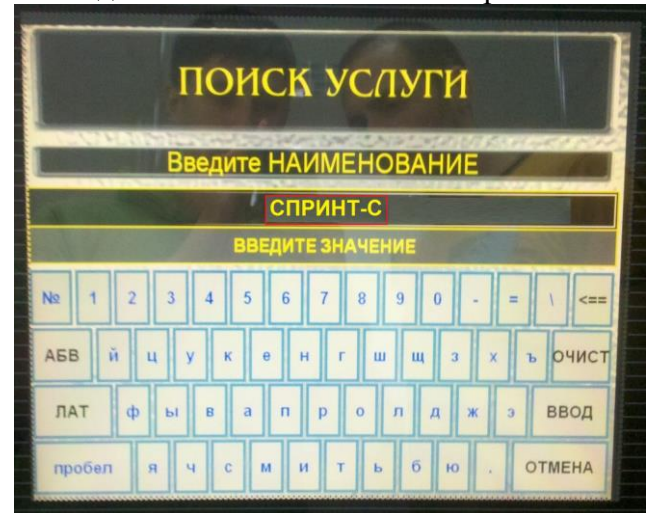 ПОИСК УСЛУГИ
Введите НАИМЕНОВАНИЕ
СПРИНТ-С
ВВЕДИТЕ ЗНАЧЕНИЕ
№ 1 2 3 4 5 6 7 8 9 0 - = \ <==
АБВ й ц у к е н г ш щ з х ъ ОЧИСТ
ЛАТ ф ы в а п р о л д ж э ВВОД
пробел я ч с м и т ь б ю . ОТМЕНА